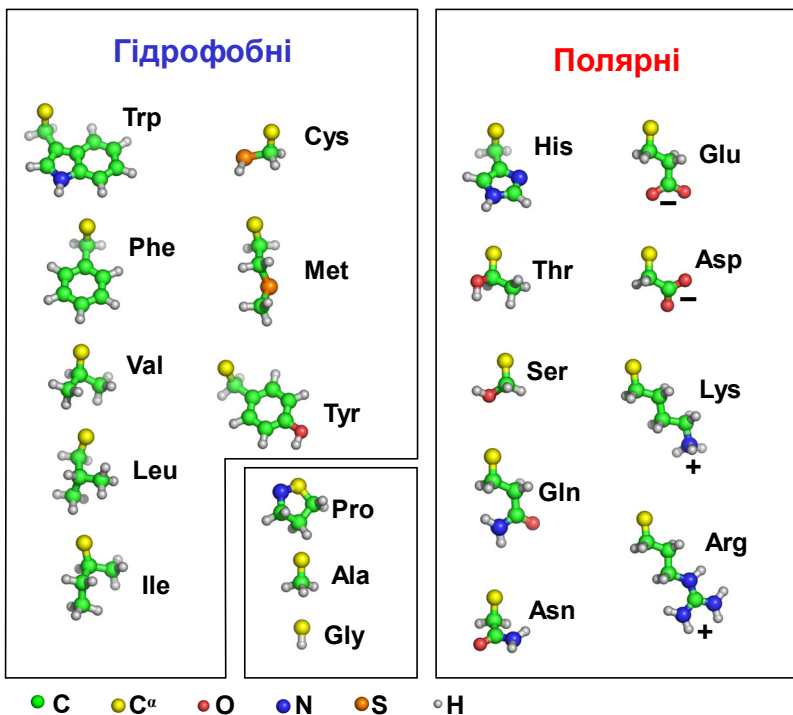 Гідрофобні
Trp
Cys
Phe
Met
Val
Tyr
Leu
Ile
Pro
Ala
Gly
Полярні
His
Glu
−
Thr
Asp
−
Ser
Lys
+
Gln
Arg
+
Asn
C Cα O N S H